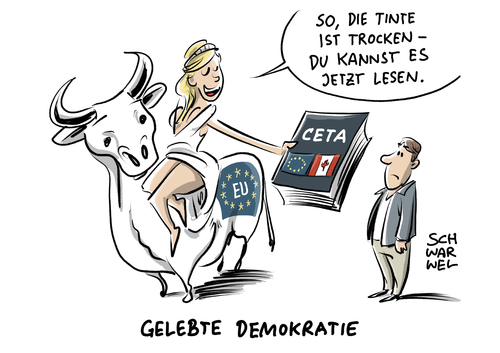 SO, DIE TINTE
IST TROCKEN –
DU KANNST ES
JETZT LESEN.
CETA
EU
SCH
WAR
WEL
GELEBTE DEMOKRATIE